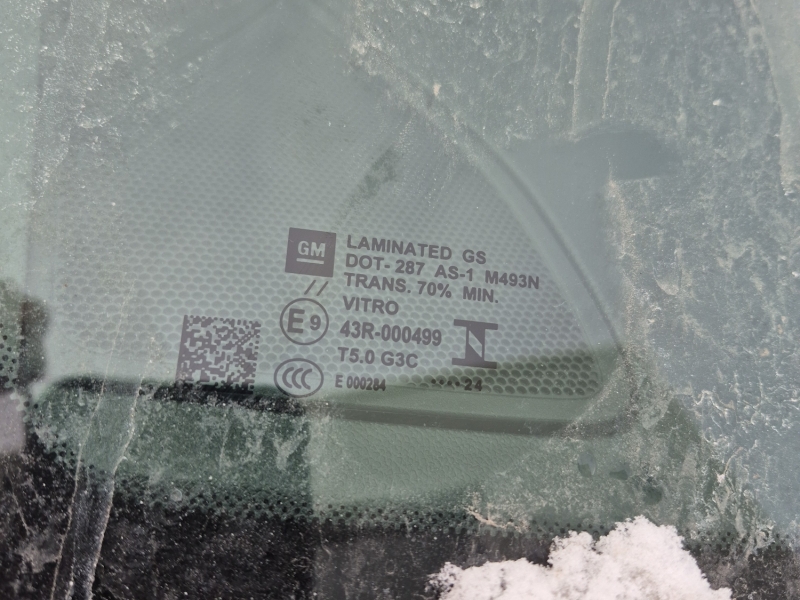 GM
LAMINATED GS
DOT- 287 AS-1 M493N
TRANS. 70% MIN.
//
VITRO
E9
43R-000499
N
T5.0 G3C
CCC
E 000284
24